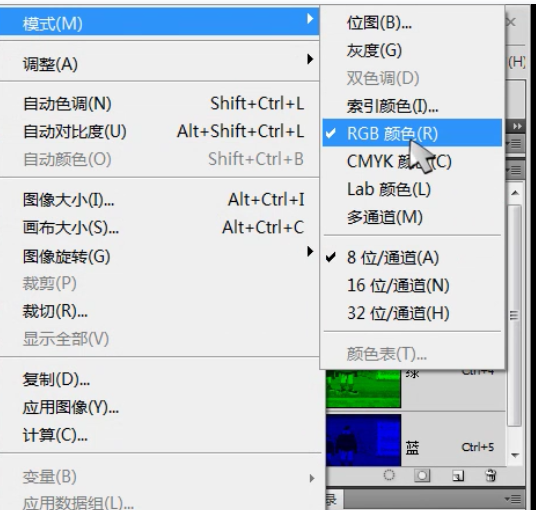 模式(M)
调整(A)
自动色调(N) Shift+Ctrl+L
自动对比度(U) Alt+Shift+Ctrl+L
自动颜色(O) Shift+Ctrl+B
图像大小(I)... Alt+Ctrl+I
画布大小(S)... Alt+Ctrl+C
图像旋转(G)
裁剪(P)
裁切(R)...
显示全部(V)
复制(D)...
应用图像(Y)...
计算(C)...
变量(B)
应用数据组(L)...
位图(B)...
灰度(G)
双色调(D)
索引颜色(I)...
RGB 颜色(R)
CMYK 颜色(C)
Lab 颜色(L)
多通道(M)
8 位/通道(A)
16 位/通道(N)
32 位/通道(H)
颜色表(T)...
(H)
绿 Ctrl+4
蓝 Ctrl+5
录